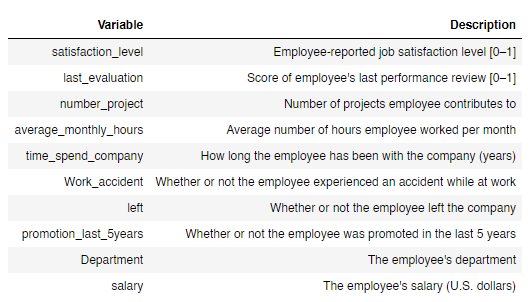 Variable Description
satisfaction_level Employee-reported job satisfaction level [0–1]
last_evaluation Score of employee's last performance review [0–1]
number_project Number of projects employee contributes to
average_monthly_hours Average number of hours employee worked per month
time_spend_company How long the employee has been with the company (years)
Work_accident Whether or not the employee experienced an accident while at work
left Whether or not the employee left the company
promotion_last_5years Whether or not the employee was promoted in the last 5 years
Department The employee's department
salary The employee's salary (U.S. dollars)